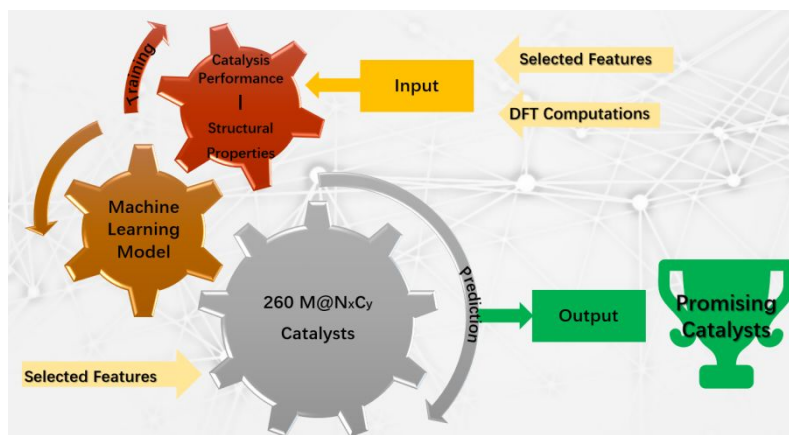 Training
Catalysis
Performance
|
Structural
Properties
Input
Selected Features
DFT Computations
Machine
Learning
Model
260 M@NxCy
Catalysts
Prediction
Selected Features
Output
Promising
Catalysts